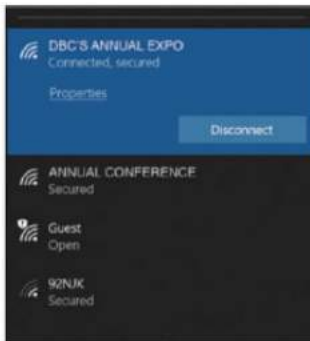 DBC'S ANNUAL EXPO
Connected, secured
Properties
Disconnect
ANNUAL CONFERENCE
Secured
Guest
Open
92NJK
Secured